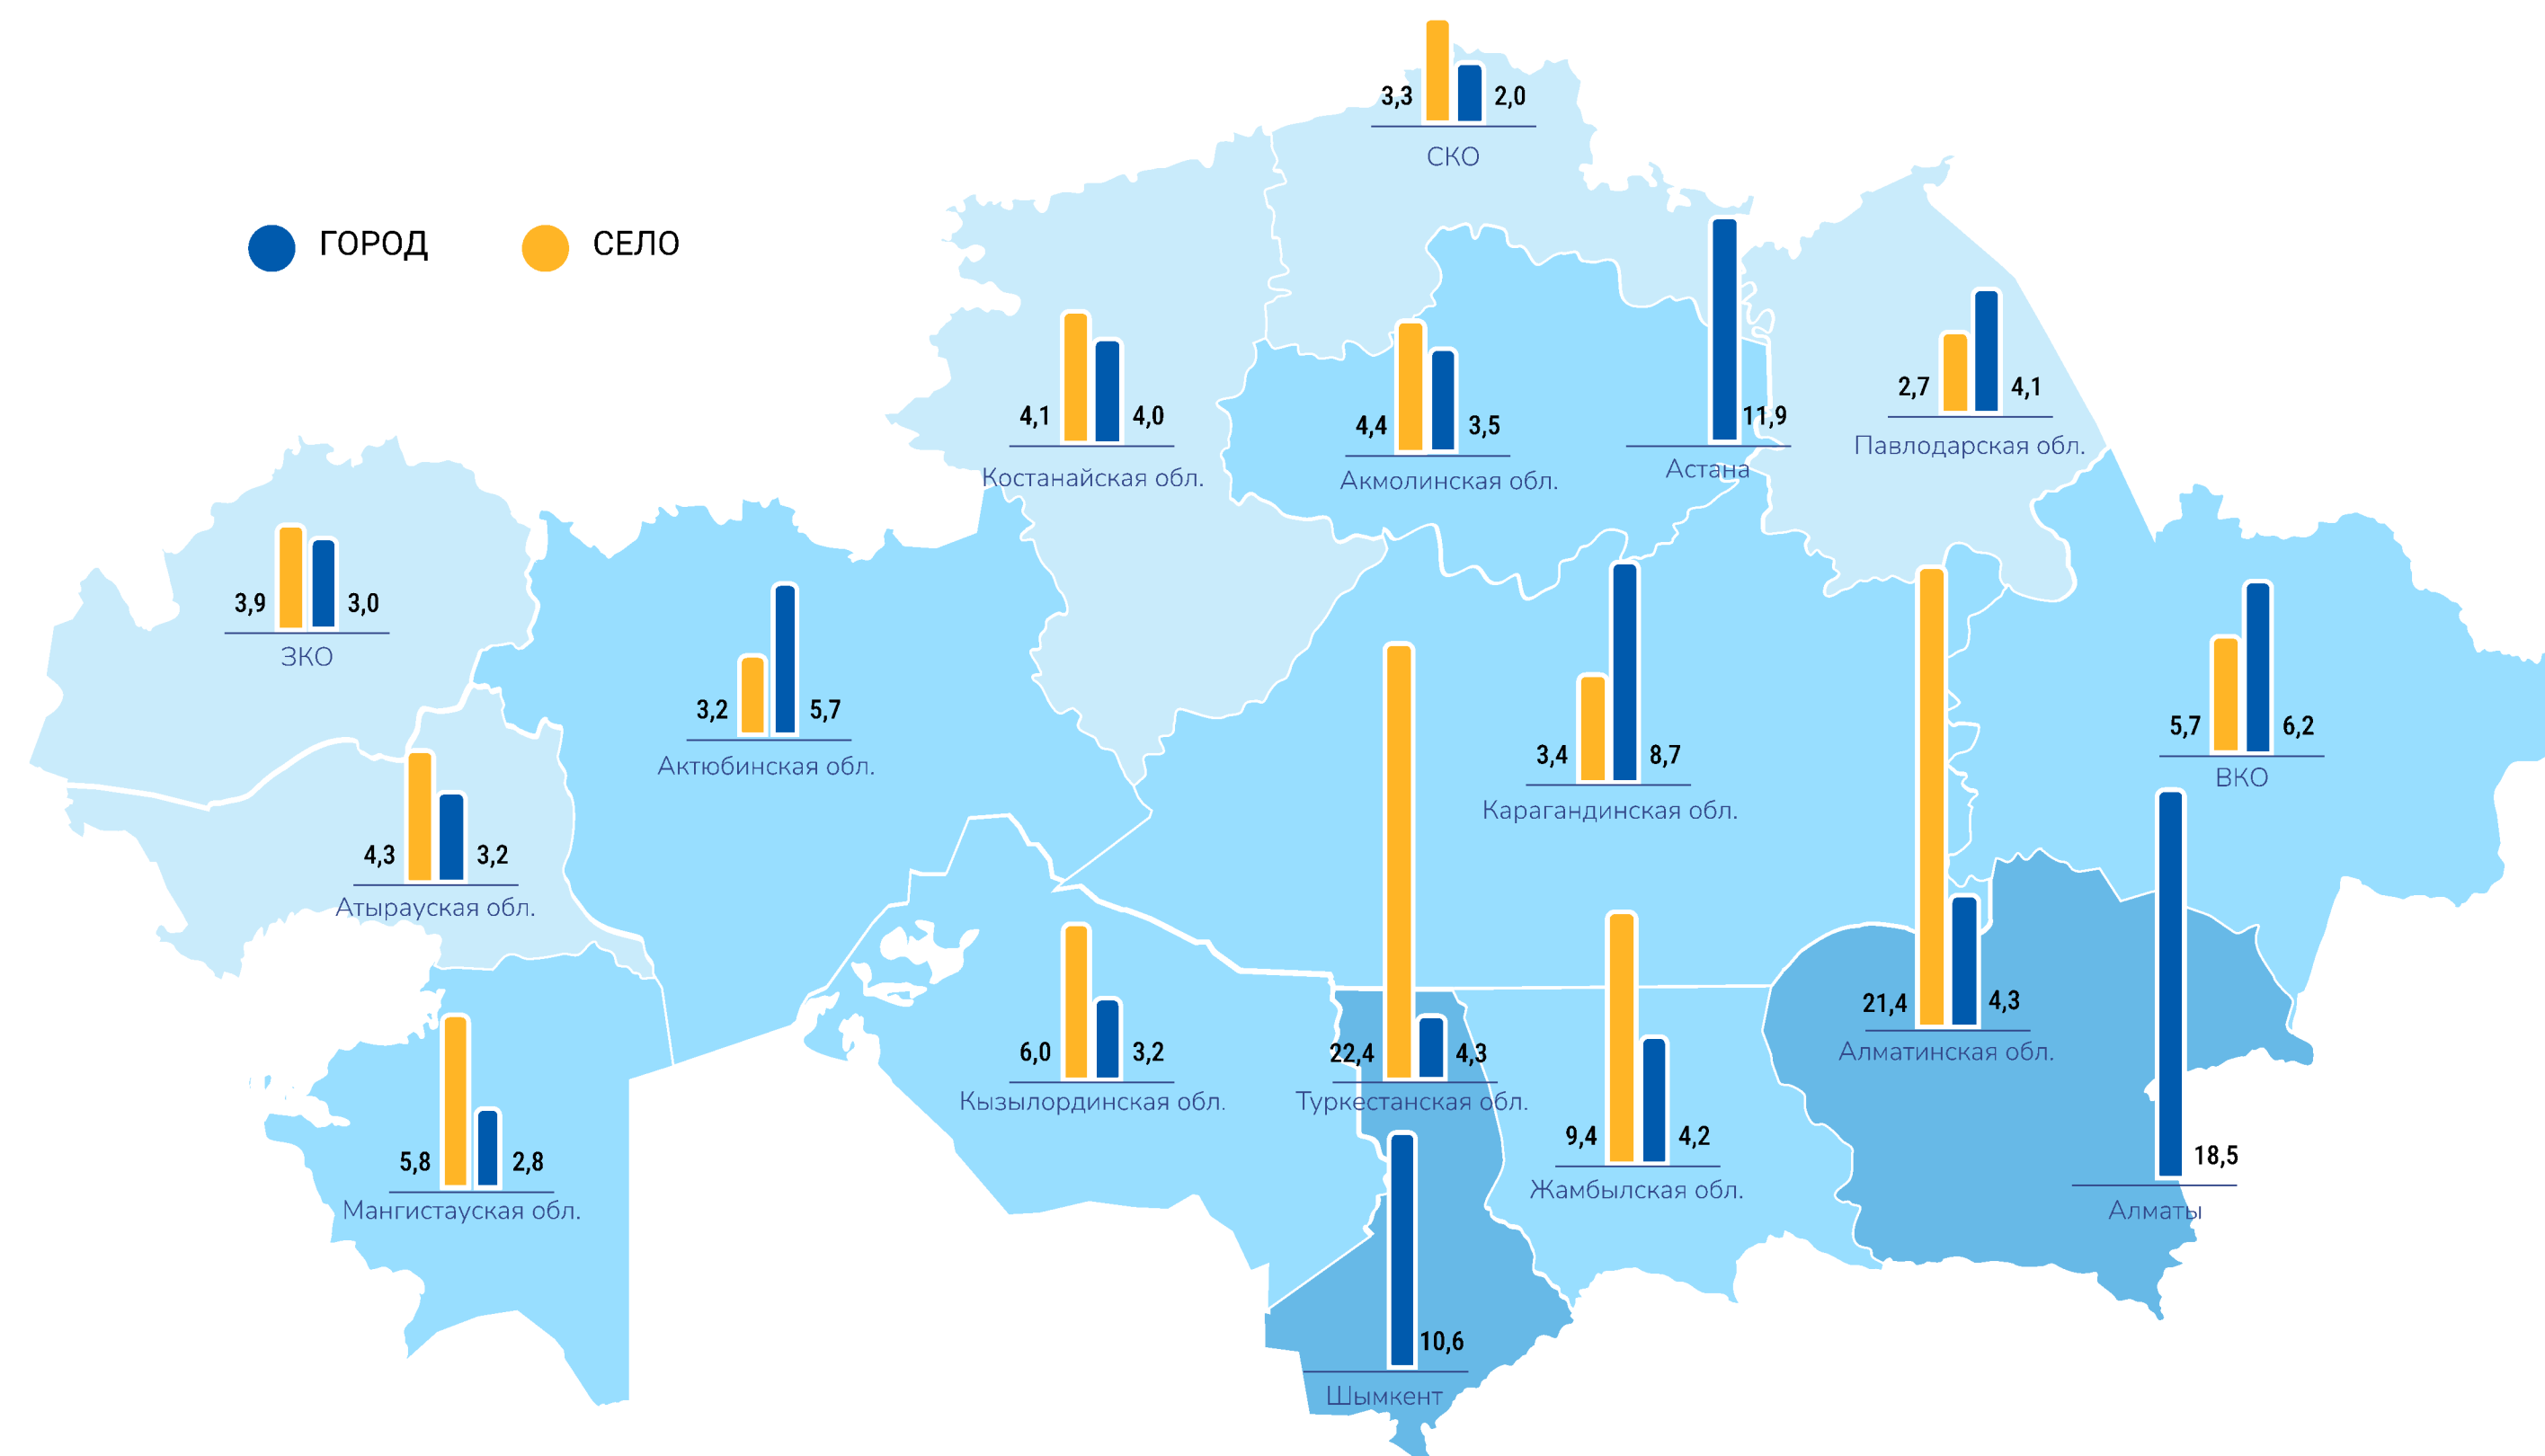 3,3 2,0
СКО
ГОРОД СЕЛО
4,1 4,0
Костанайская обл.
4,4 3,5
Акмолинская обл.
11,9
Астана
2,7 4,1
Павлодарская обл.
3,9 3,0
ЗКО
3,2 5,7
Актюбинская обл.
3,4 8,7
Карагандинская обл.
5,7 6,2
ВКО
4,3 3,2
Атырауская обл.
6,0 3,2
Кызылординская обл.
22,4 4,3
Туркестанская обл.
21,4 4,3
Алматинская обл.
9,4 4,2
Жамбылская обл.
5,8 2,8
Мангистауская обл.
18,5
Алматы
10,6
Шымкент